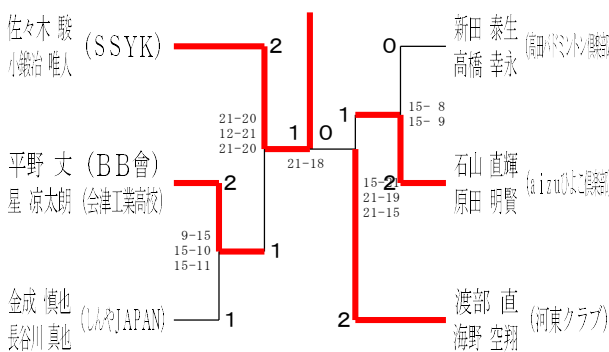 佐々木 駿
小鍛治 唯人
(SSYK)
2
21-20
12-21
21-20
平野 丈 (BB會)
星 涼太朗 (会津工業高校)
2
9-15
15-10
15-11
1
金成 慎也
長谷川 真也
(しんやJAPAN)
1
1 0
21-18
新田 泰生
高橋 幸永
(高田バドミントン倶楽部)
0
1
15- 8
15- 9
石山 直輝
原田 明賢
(aizuひよこ倶楽部)
2
15-21
21-19
21-15
渡部 直
海野 空翔
(河東クラブ)
2